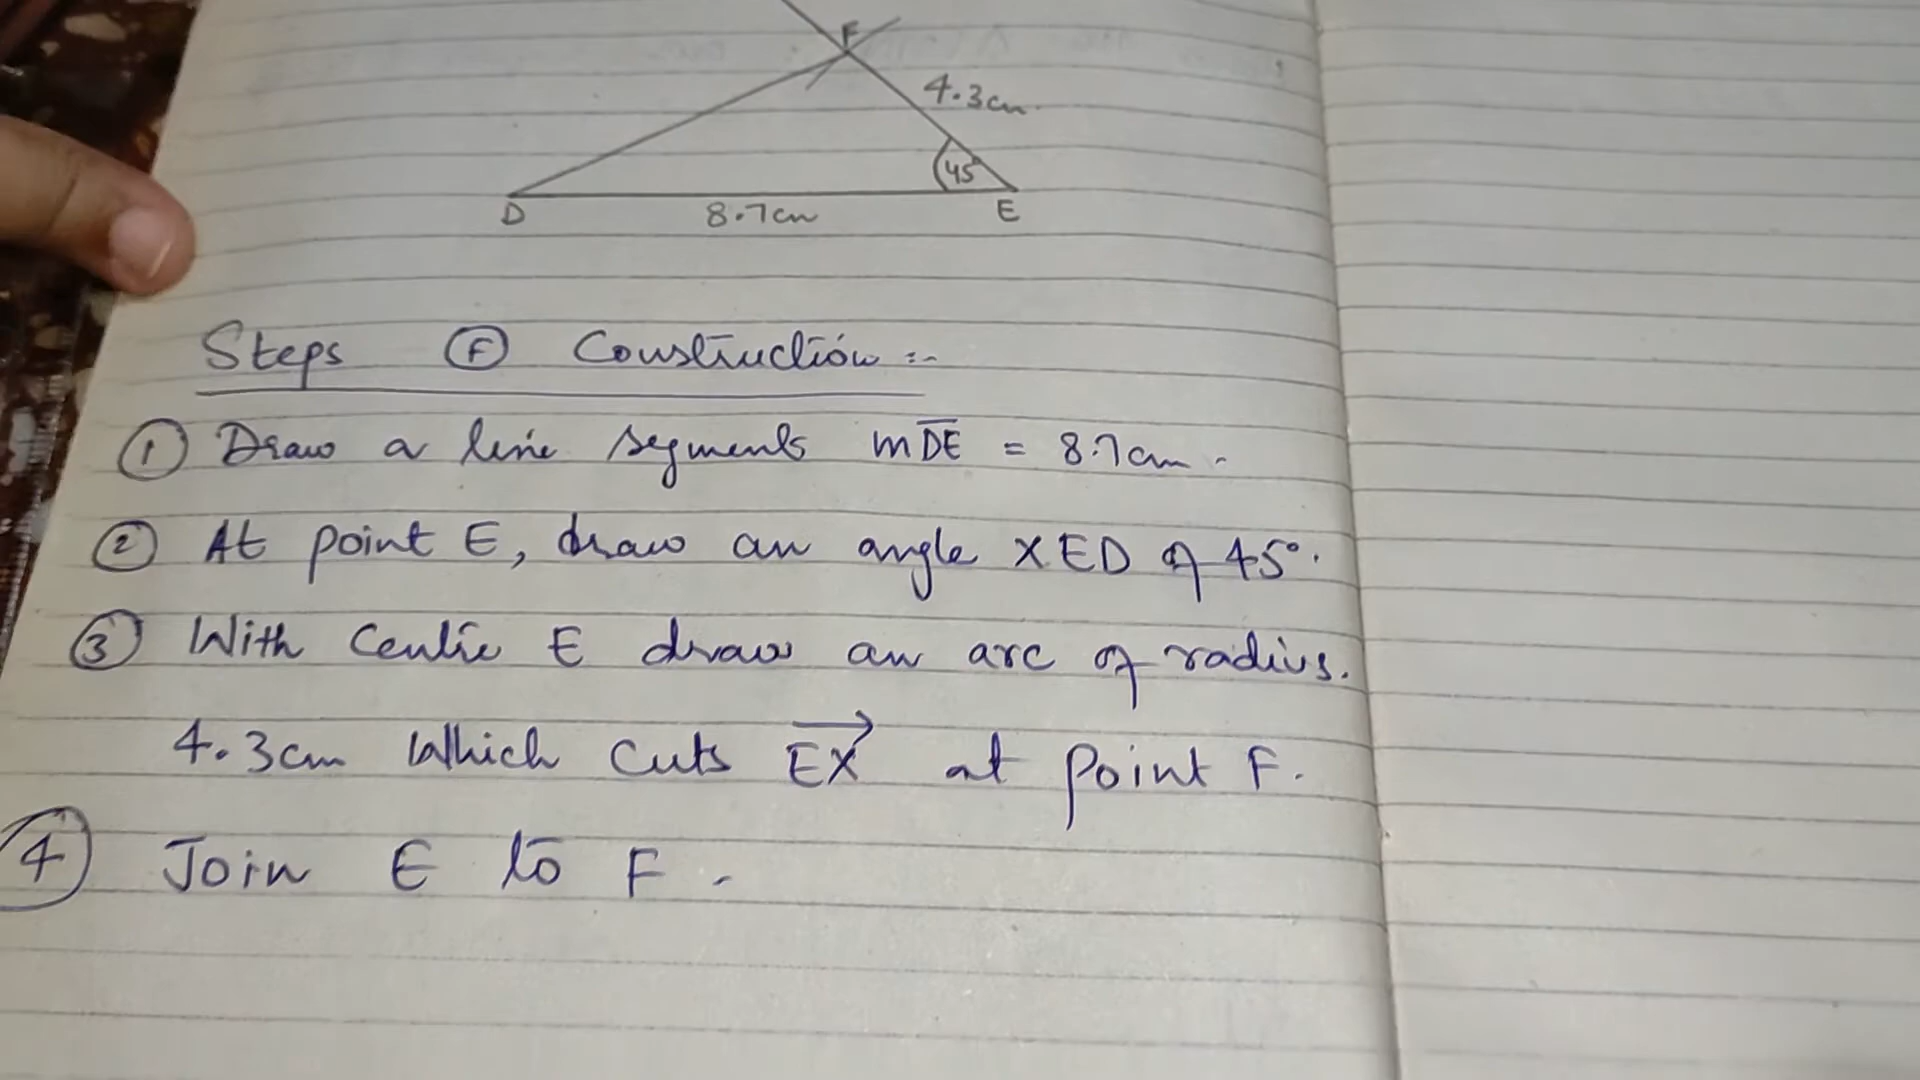 F
4.3cm
45°
D 8.7cm E
Steps Of Construction :-
① Draw a line segments mD̅E̅ = 8.7cm.
② At point E, draw an angle XED of 45°.
③ With Centre E draw an arc of radius.
4.3cm Which cuts EX⃗ at point F.
④ Join E to F.